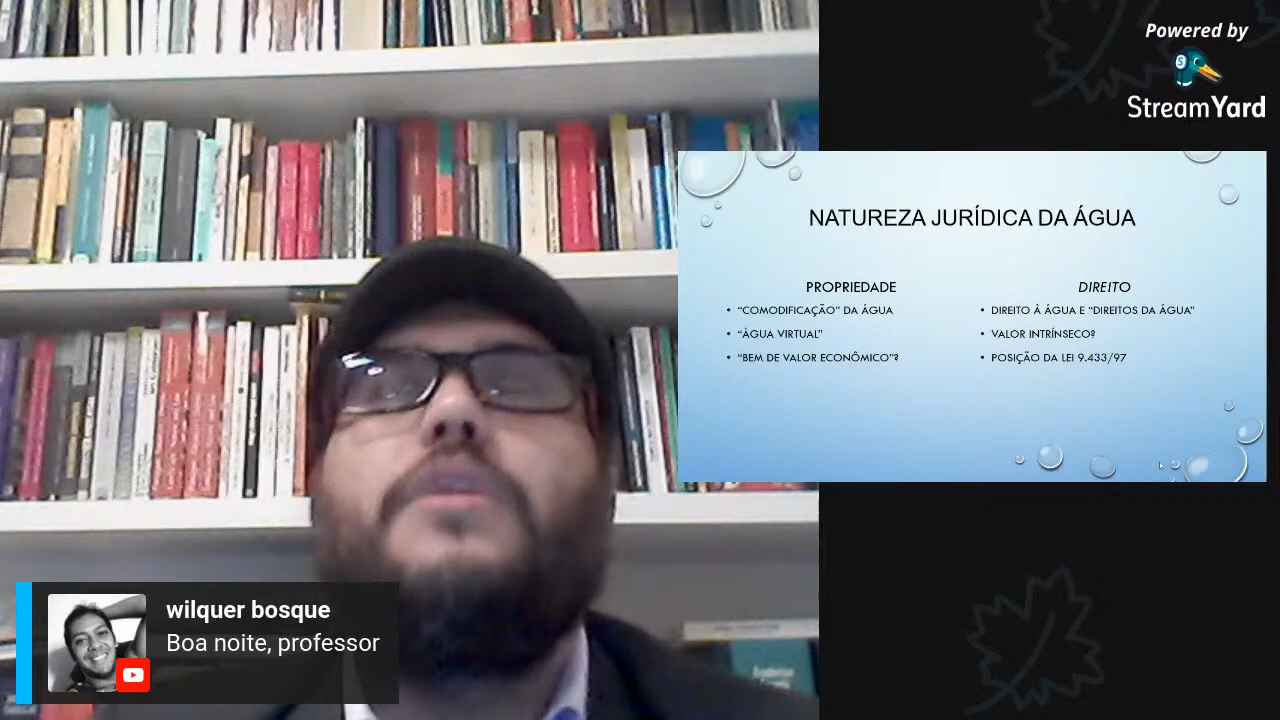 Powered by
StreamYard
NATUREZA JURÍDICA DA ÁGUA
PROPRIEDADE
• “COMODIFICAÇÃO” DA ÁGUA
• “ÁGUA VIRTUAL”
• “BEM DE VALOR ECONÔMICO”?
DIREITO
• DIREITO À ÁGUA E “DIREITOS DA ÁGUA”
• VALOR INTRÍNSECO?
• POSIÇÃO DA LEI 9.433/97
wilquer bosque
Boa noite, professor